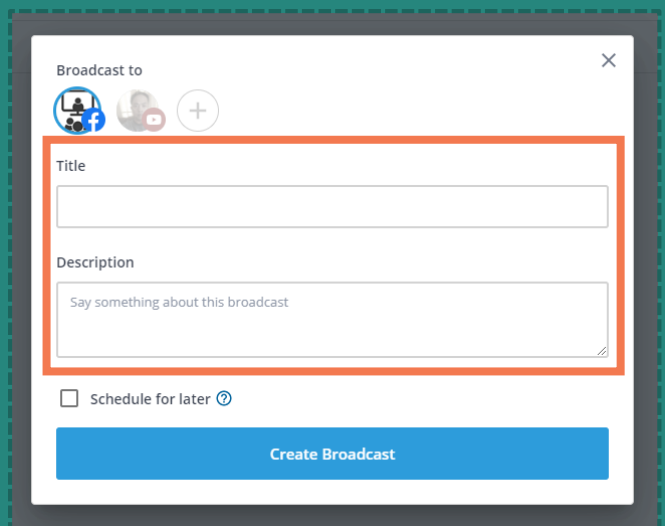 Broadcast to
Title
Description
Say something about this broadcast
Schedule for later ?
Create Broadcast